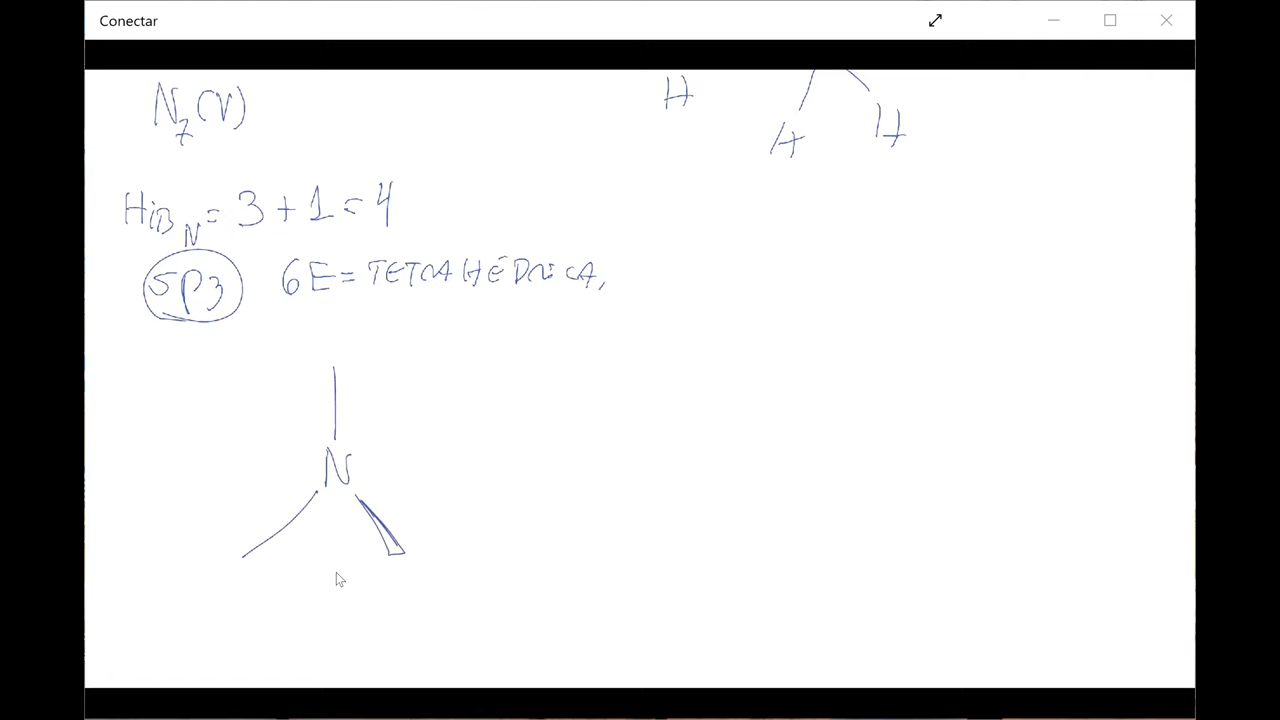 Conectar
N7(V) H
H H
HiBN = 3 + 1 = 4
SP3 GE = TETRAHÉDRICA,
N